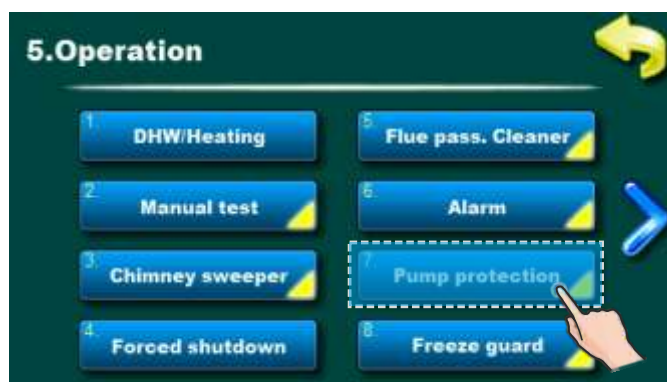 5.Operation
1. DHW/Heating
2. Manual test
3. Chimney sweeper
4. Forced shutdown
5. Flue pass. Cleaner
6. Alarm
7. Pump protection
8. Freeze guard